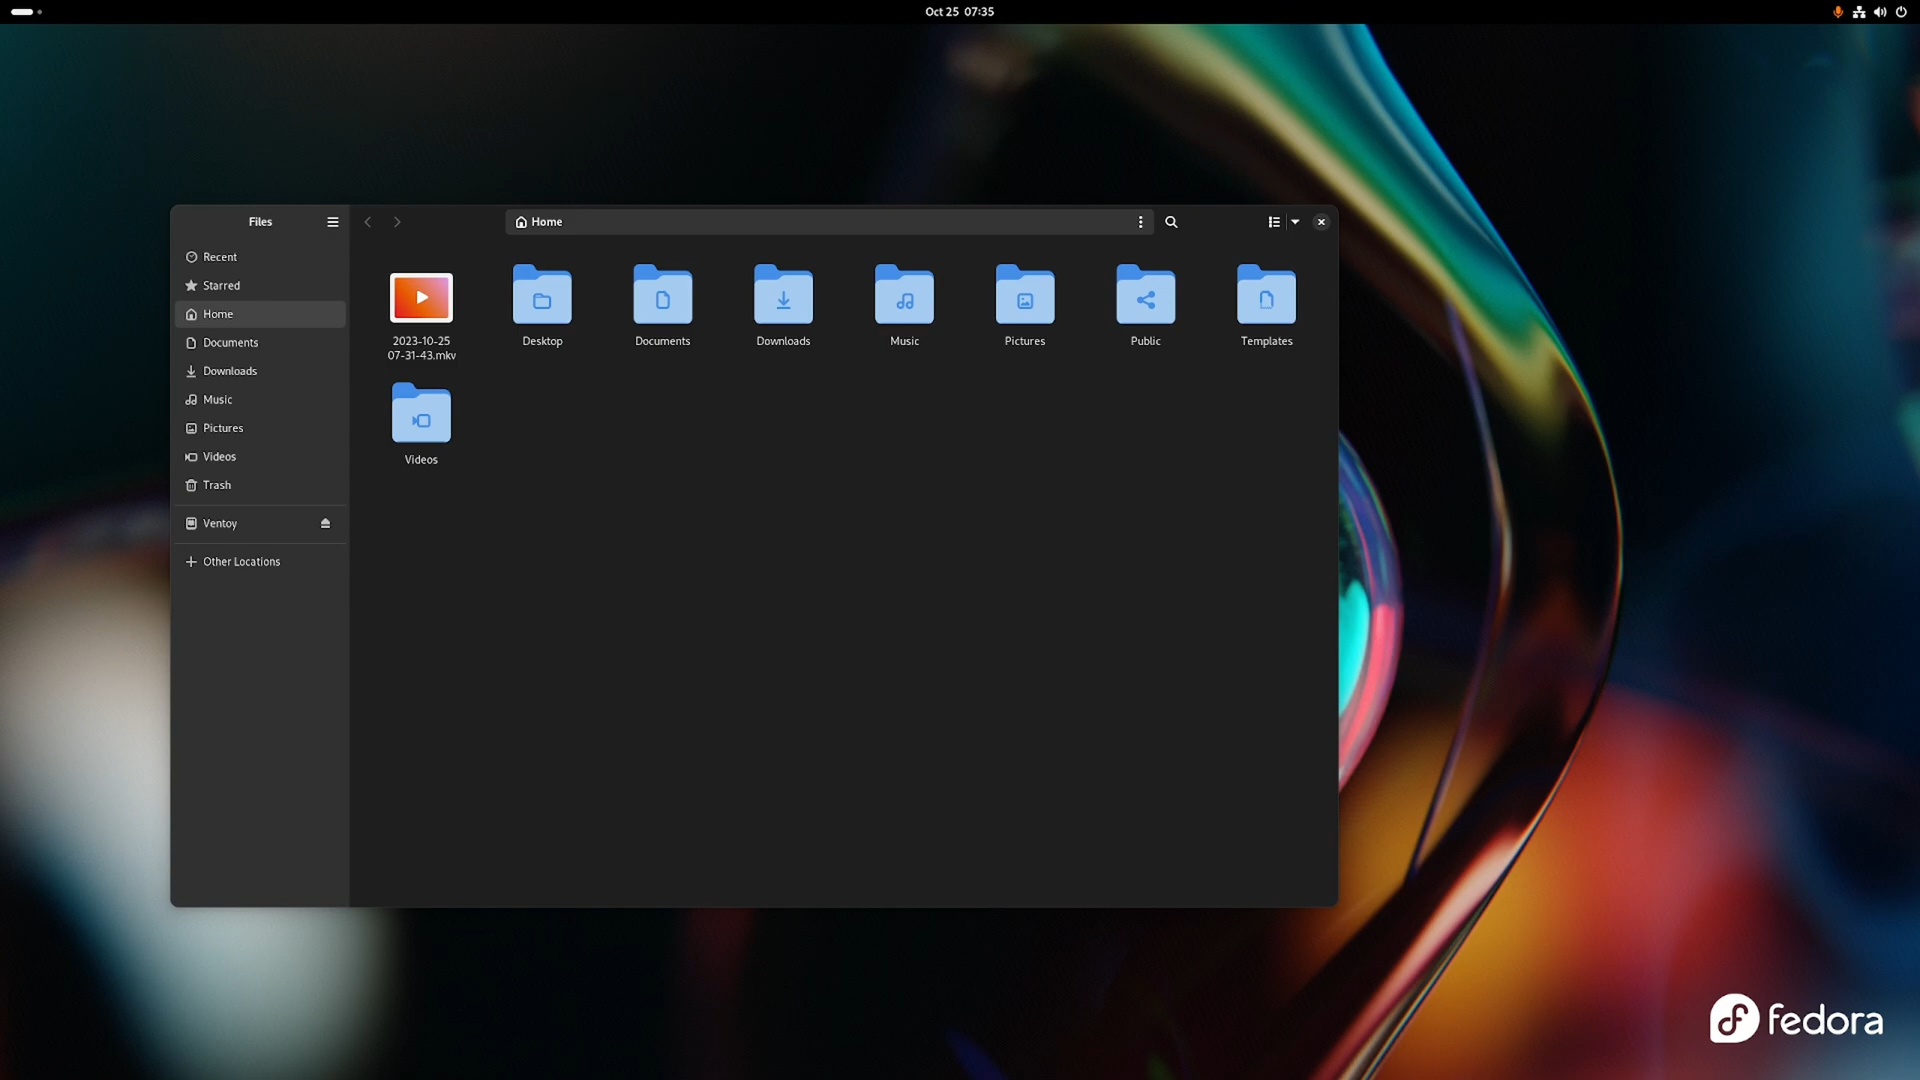 Oct 25 07:35
Files
Home
Recent
Starred
Home
Documents
Downloads
Music
Pictures
Videos
Trash
Ventoy
Other Locations
2023-10-25
07-31-43.mkv
Desktop
Documents
Downloads
Music
Pictures
Public
Templates
Videos
fedora